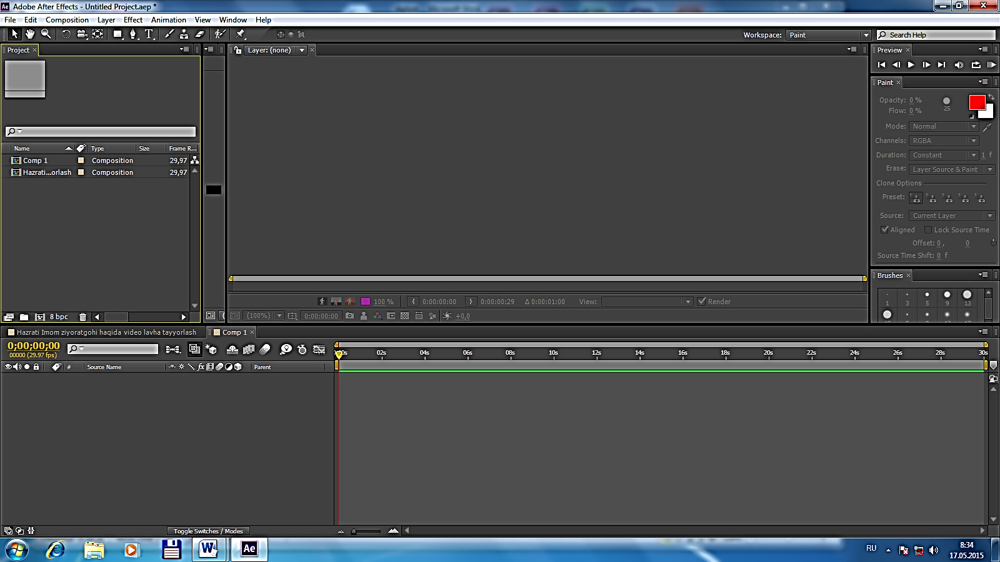 Adobe After Effects - Untitled Project.aep *
File Edit Composition Layer Effect Animation View Window Help
Workspace: Paint Search Help
Project
Layer: (none)
Preview
Paint
Opacity: 0 %
Flow: 0 %
25
Mode: Normal
Channels: RGBA
Duration: Constant 1 f
Erase: Layer Source & Paint
Clone Options
Preset:
Source: Current Layer
Aligned Lock Source Time
Offset: 0 , 0
Source Time Shift: 0 f
Brushes
1 3 5 9 13
Name Type Size Frame R...
Comp 1 Composition 29,97
Hazrati...orlash Composition 29,97
8 bpc
100 % 0:00:00:00 0:00:00:29 Δ 0:00:01:00 View: Render
(100%) 0:00:00:00 +0,0
Hazrati Imom ziyoratgohi haqida video lavha tayyorlash Comp 1
0;00;00;00
00000 (29.97 fps)
02s 04s 06s 08s 10s 12s 14s 16s 18s 20s 22s 24s 26s 28s 30s
# Source Name fx Parent
Toggle Switches / Modes
W Ae RU 8:34
17.05.2015